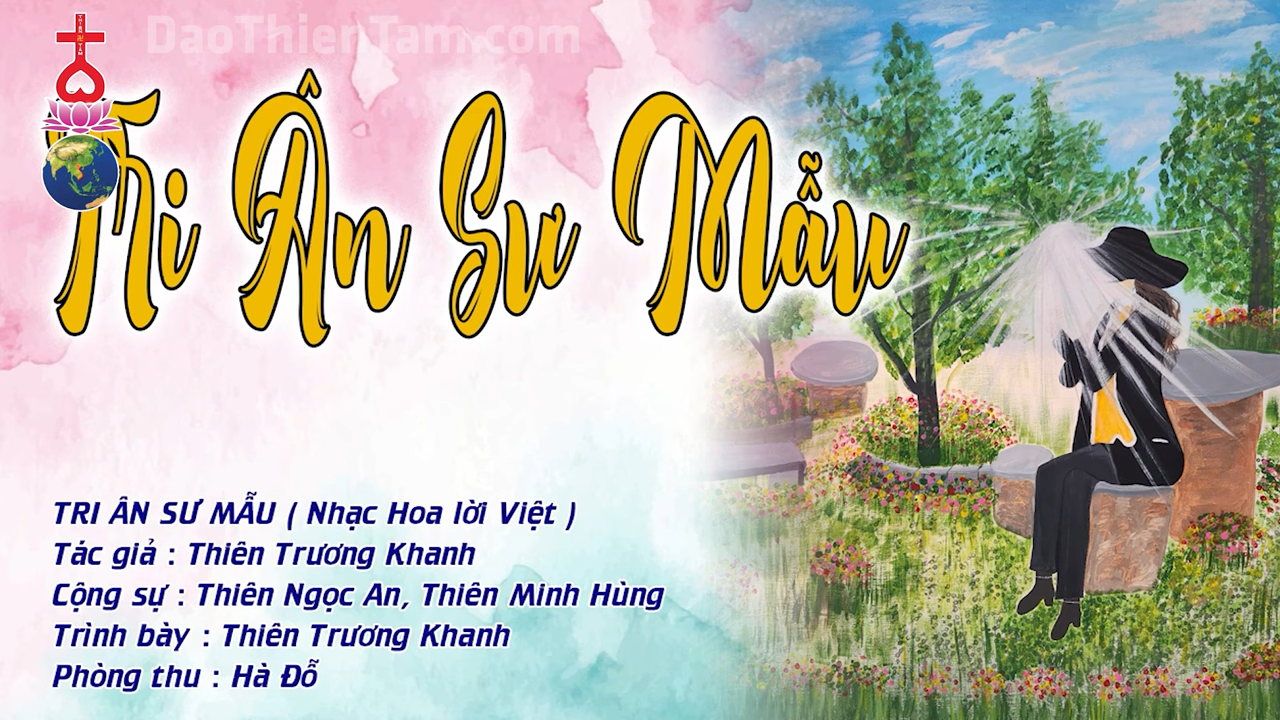 DaoThienTam.com
Tri Ân Sư Mẫu
TRI ÂN SƯ MẪU ( Nhạc Hoa lời Việt )
Tác giả : Thiên Trương Khanh
Cộng sự : Thiên Ngọc An, Thiên Minh Hùng
Trình bày : Thiên Trương Khanh
Phòng thu : Hà Đỗ